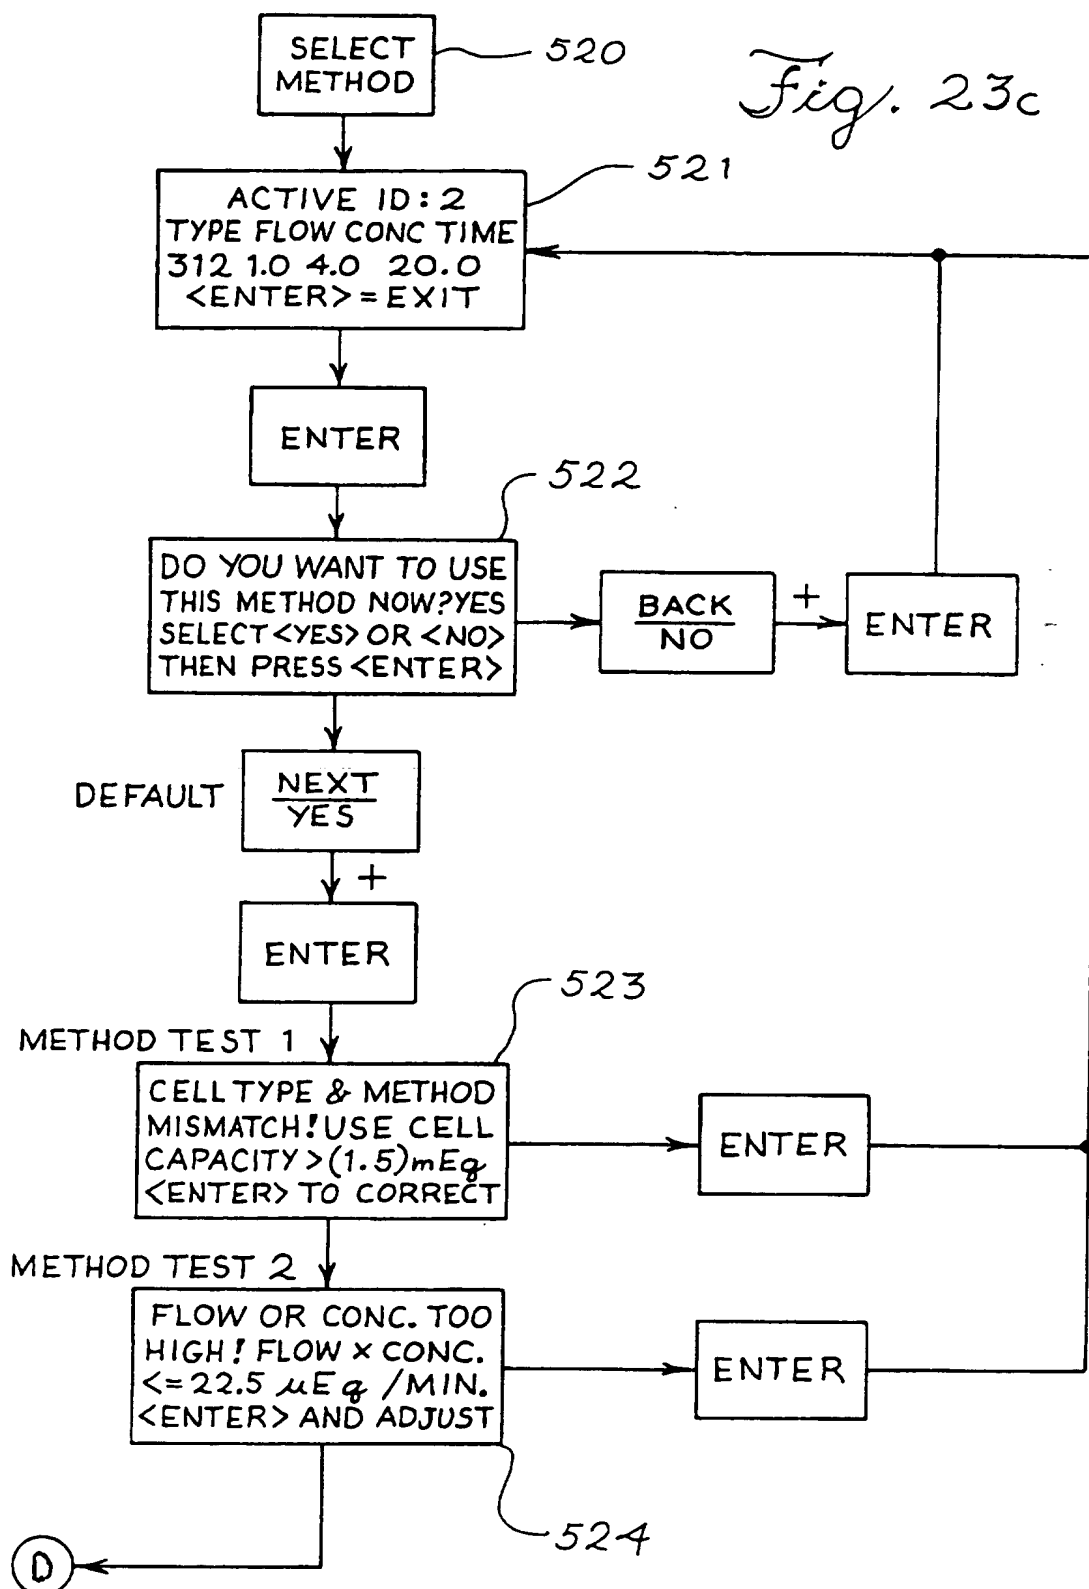 SELECT
METHOD
520
Fig. 23c
521
ACTIVE ID: 2
TYPE FLOW CONC TIME
312 1.0 4.0 20.0
<ENTER> = EXIT
ENTER
522
DO YOU WANT TO USE
THIS METHOD NOW? YES
SELECT <YES> OR <NO>
THEN PRESS <ENTER>
BACK
NO
+
ENTER
DEFAULT
NEXT
YES
+
ENTER
523
METHOD TEST 1
CELL TYPE & METHOD
MISMATCH! USE CELL
CAPACITY > (1.5) mEq
<ENTER> TO CORRECT
ENTER
METHOD TEST 2
FLOW OR CONC. TOO
HIGH! FLOW × CONC.
<=22.5 µEq /MIN.
<ENTER> AND ADJUST
ENTER
524
D